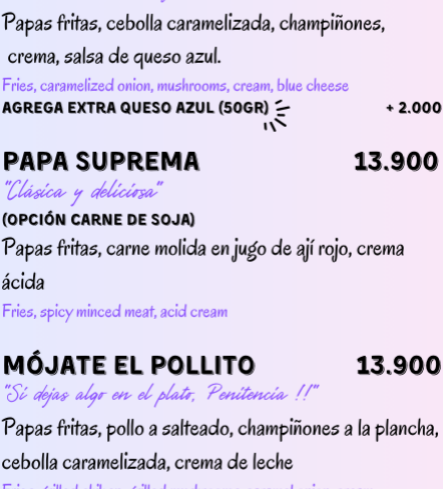 Papas fritas, cebolla caramelizada, champiñones,
crema, salsa de queso azul.
Fries, caramelized onion, mushrooms, cream, blue cheese
AGREGA EXTRA QUESO AZUL (50GR) + 2.000
PAPA SUPREMA 13.900
"Clásica y deliciosa"
(OPCIÓN CARNE DE SOJA)
Papas fritas, carne molida en jugo de ají rojo, crema
ácida
Fries, spicy minced meat, acid cream
MÓJATE EL POLLITO 13.900
"Si dejas algo en el plato, Penitencia !!"
Papas fritas, pollo a salteado, champiñones a la plancha,
cebolla caramelizada, crema de leche